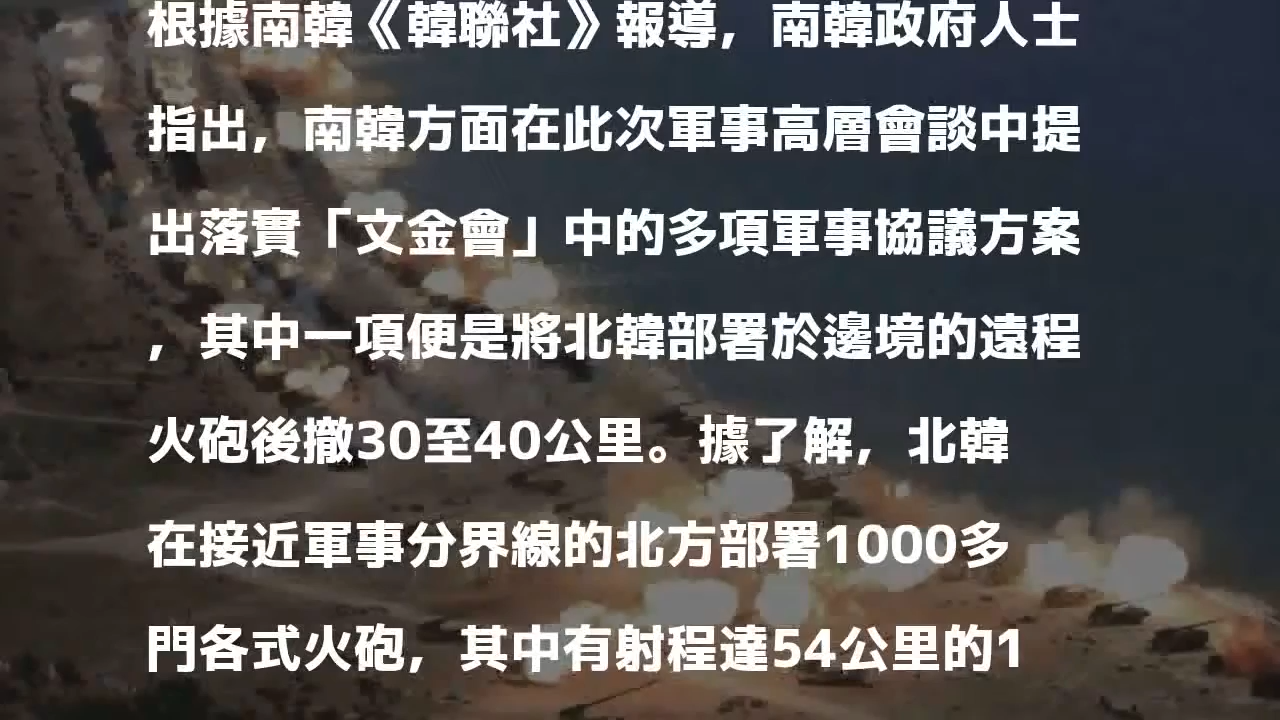 根據南韓《韓聯社》報導，南韓政府人士
指出，南韓方面在此次軍事高層會談中提
出落實「文金會」中的多項軍事協議方案
，其中一項便是將北韓部署於邊境的遠程
火砲後撤30至40公里。據了解，北韓
在接近軍事分界線的北方部署1000多
門各式火砲，其中有射程達54公里的1